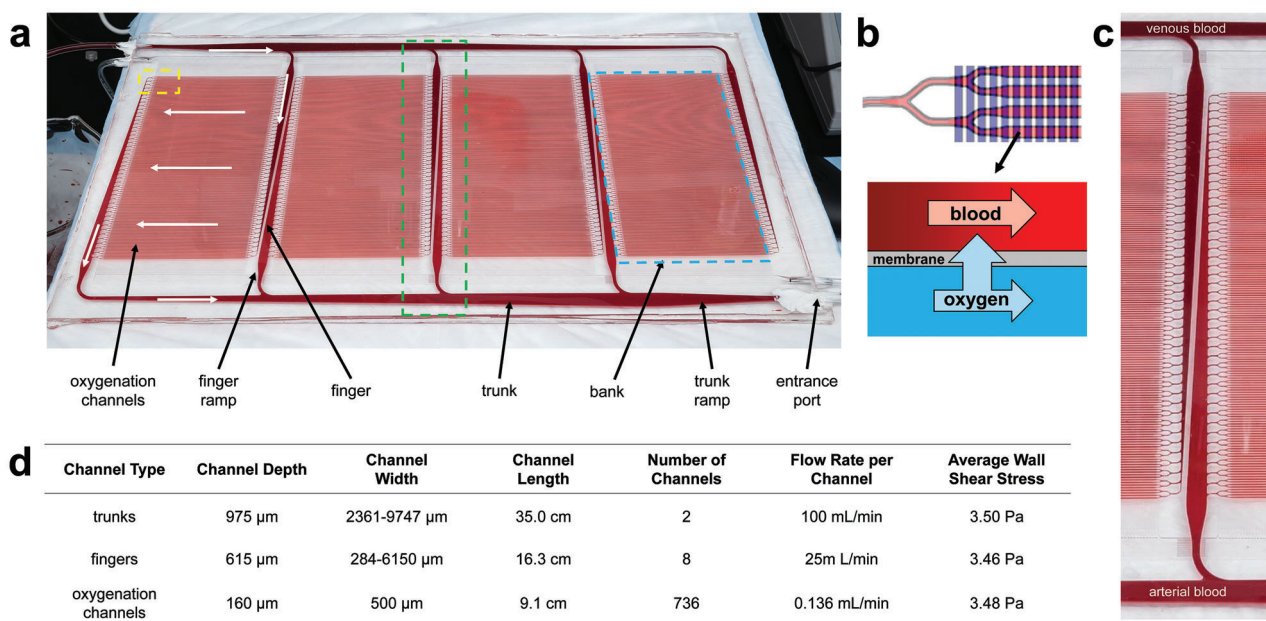 a
oxygenation
channels
finger
ramp
finger
trunk
bank
trunk
ramp
entrance
port
b
blood
membrane
oxygen
c
venous blood
arterial blood
d
Channel Type Channel Depth Channel Width Channel Length Number of Channels Flow Rate per Channel Average Wall Shear Stress
trunks 975 µm 2361-9747 µm 35.0 cm 2 100 mL/min 3.50 Pa
fingers 615 µm 284-6150 µm 16.3 cm 8 25m L/min 3.46 Pa
oxygenation channels 160 µm 500 µm 9.1 cm 736 0.136 mL/min 3.48 Pa